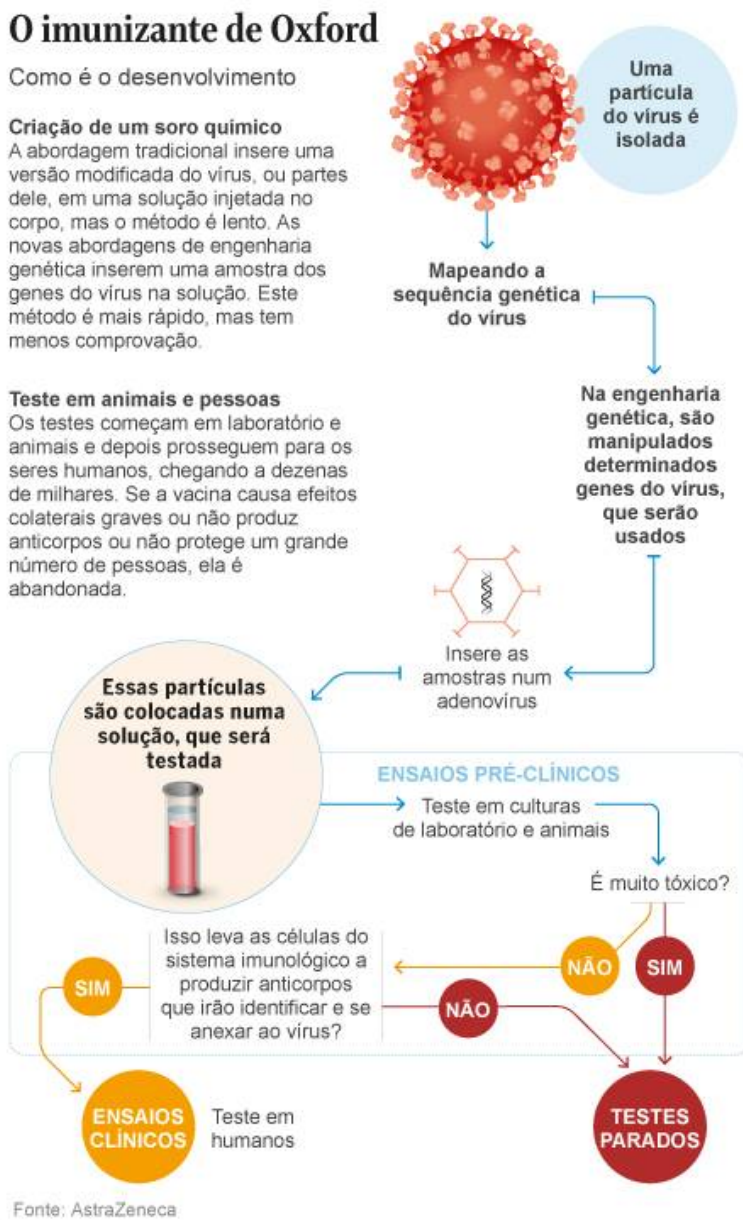 O imunizante de Oxford
Como é o desenvolvimento
Criação de um soro químico
A abordagem tradicional insere uma
versão modificada do vírus, ou partes
dele, em uma solução injetada no
corpo, mas o método é lento. As
novas abordagens de engenharia
genética inserem uma amostra dos
genes do vírus na solução. Este
método é mais rápido, mas tem
menos comprovação.
Teste em animais e pessoas
Os testes começam em laboratório e
animais e depois prosseguem para os
seres humanos, chegando a dezenas
de milhares. Se a vacina causa efeitos
colaterais graves ou não produz
anticorpos ou não protege um grande
número de pessoas, ela é
abandonada.
Uma
partícula
do vírus é
isolada
Mapeando a
sequência genética
do vírus
Na engenharia
genética, são
manipulados
determinados
genes do vírus,
que serão
usados
Insere as
amostras num
adenovírus
Essas partículas
são colocadas numa
solução, que será
testada
ENSAIOS PRÉ-CLÍNICOS
Teste em culturas
de laboratório e animais
É muito tóxico?
NÃO
SIM
Isso leva as células do
sistema imunológico a
produzir anticorpos
que irão identificar e se
anexar ao vírus?
SIM
NÃO
ENSAIOS
CLÍNICOS
Teste em
humanos
TESTES
PARADOS
Fonte: AstraZeneca